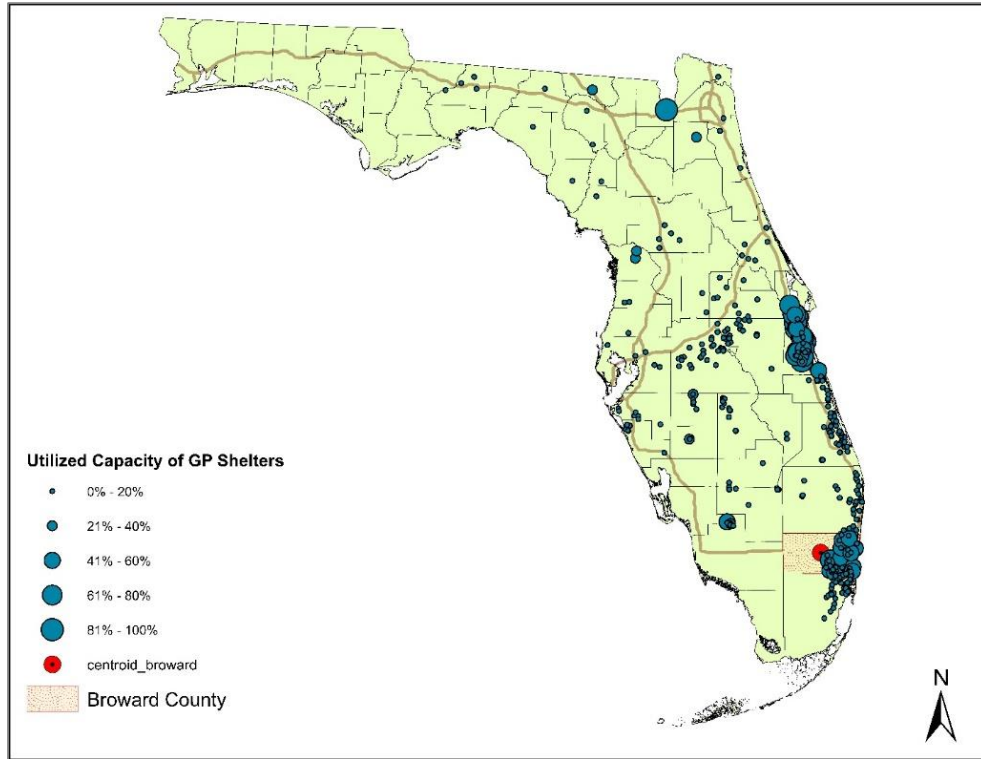 Utilized Capacity of GP Shelters
0% - 20%
21% - 40%
41% - 60%
61% - 80%
81% - 100%
centroid_broward
Broward County
N